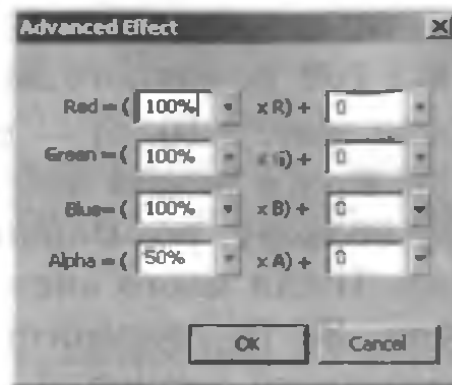 Advanced Effect
Red = ( 100% x R) + 0
Green = ( 100% x G) + 0
Blue= ( 100% x B) + 0
Alpha = ( 50% x A) + 0
OK Cancel